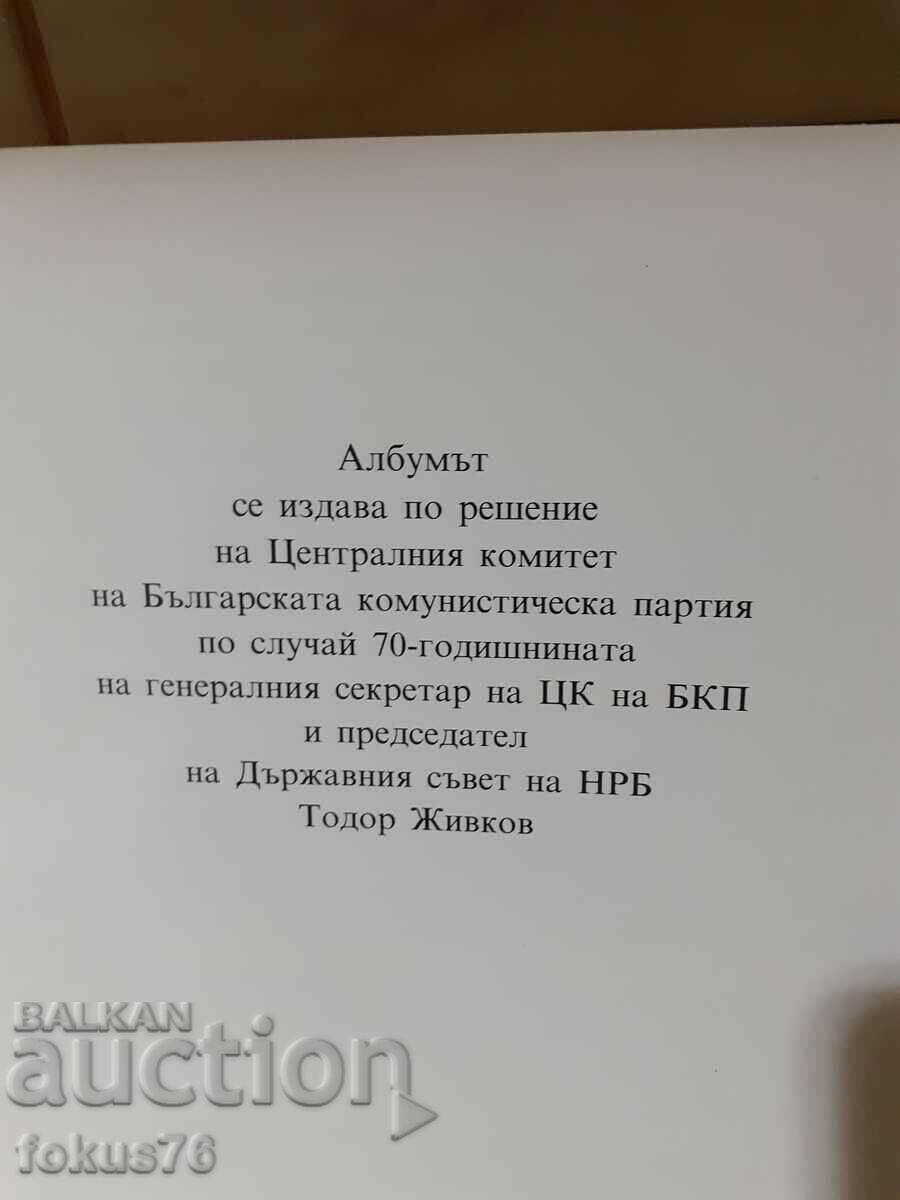 Албумът
се издава по решение
на Централния комитет
на Българската комунистическа партия
по случай 70-годишнината
на генералния секретар на ЦК на БКП
и председател
на Държавния съвет на НРБ
Тодор Живков
BALKAN
auction
fokus76